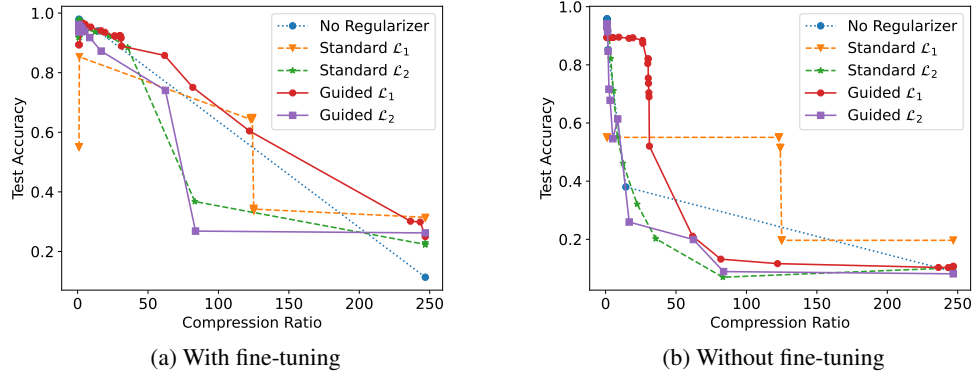 No Regularizer
Standard ℒ₁
Standard ℒ₂
Guided ℒ₁
Guided ℒ₂
Test Accuracy
1.0
0.8
0.6
0.4
0.2
0
50
100
150
200
250
Compression Ratio
(a) With fine-tuning
No Regularizer
Standard ℒ₁
Standard ℒ₂
Guided ℒ₁
Guided ℒ₂
Test Accuracy
1.0
0.8
0.6
0.4
0.2
0
50
100
150
200
250
Compression Ratio
(b) Without fine-tuning